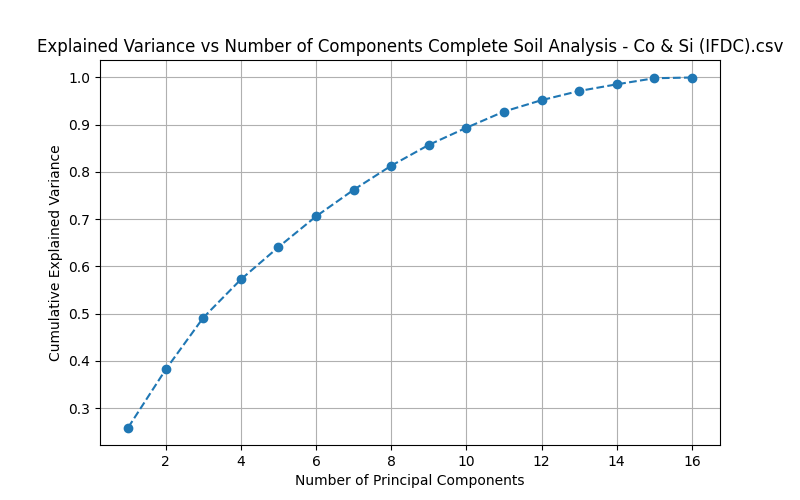 Explained Variance vs Number of Components Complete Soil Analysis - Co & Si (IFDC).csv
1.0
0.9
0.8
0.7
0.6
0.5
0.4
0.3
Cumulative Explained Variance
2 4 6 8 10 12 14 16
Number of Principal Components